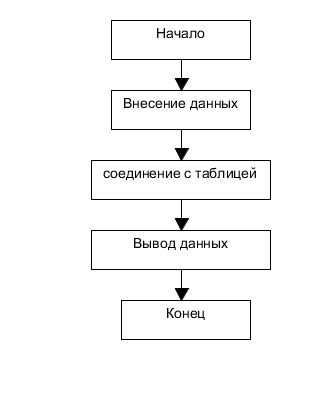 Начало
Внесение данных
соединение с таблицей
Вывод данных
Конец